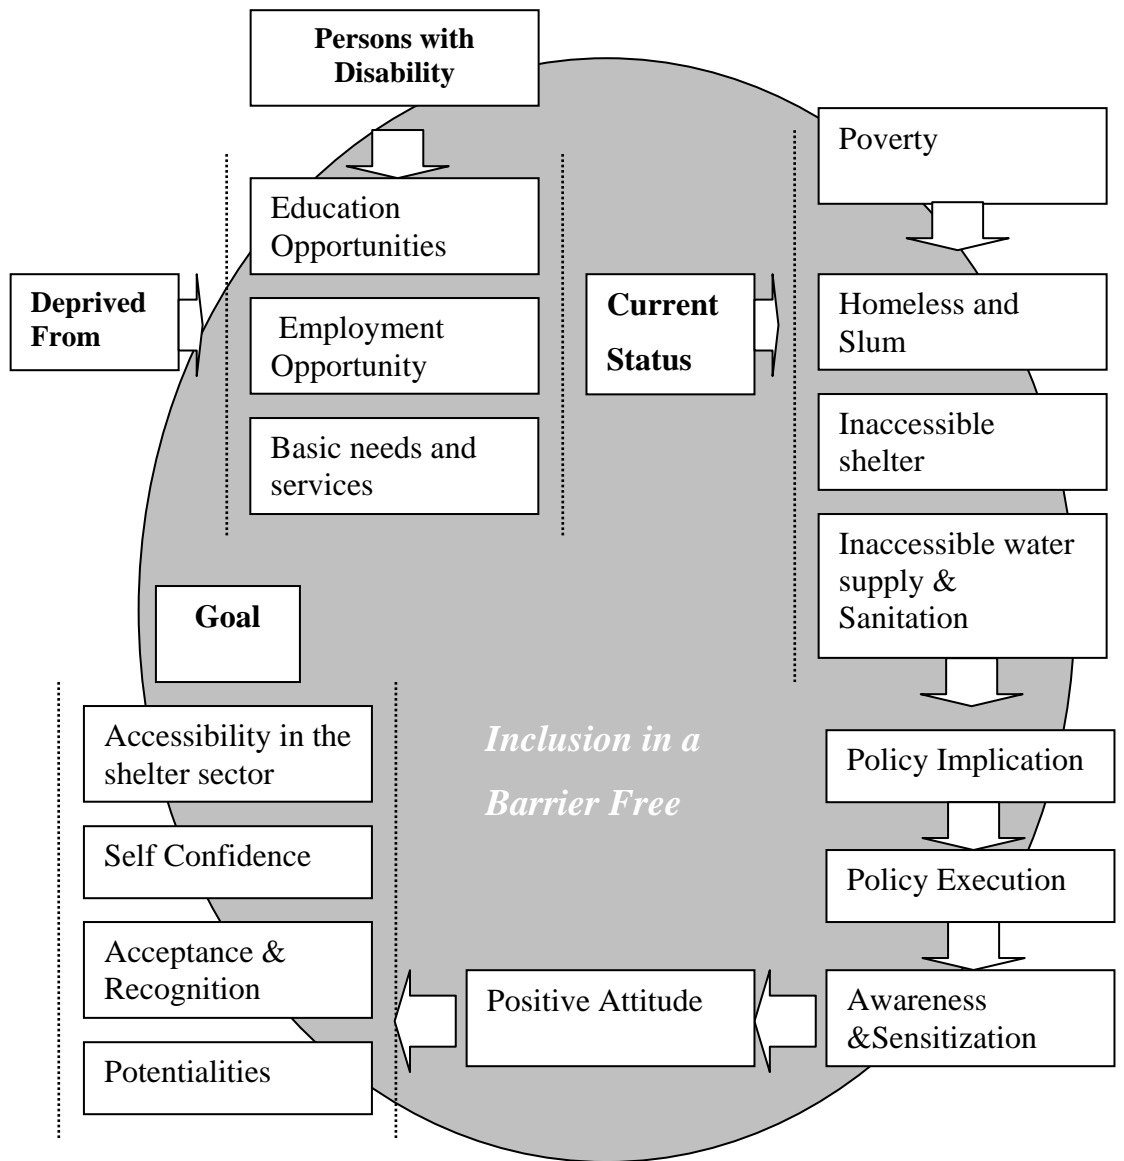 Persons with
Disability
Education
Opportunities
Employment
Opportunity
Basic needs and
services
Deprived
From
Current
Status
Poverty
Homeless and
Slum
Inaccessible
shelter
Inaccessible water
supply &
Sanitation
Policy Implication
Policy Execution
Awareness
&Sensitization
Positive Attitude
Goal
Accessibility in the
shelter sector
Self Confidence
Acceptance &
Recognition
Potentialities
Inclusion in a
Barrier Free